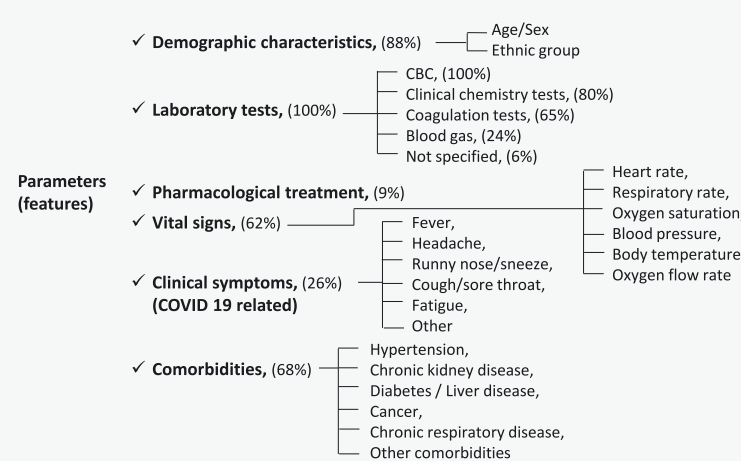 Parameters
(features)
✓ Demographic characteristics, (88%)
Age/Sex
Ethnic group
✓ Laboratory tests, (100%)
CBC, (100%)
Clinical chemistry tests, (80%)
Coagulation tests, (65%)
Blood gas, (24%)
Not specified, (6%)
✓ Pharmacological treatment, (9%)
✓ Vital signs, (62%)
Heart rate,
Respiratory rate,
Oxygen saturation
Blood pressure,
Body temperature
Oxygen flow rate
✓ Clinical symptoms, (26%)
(COVID 19 related)
Fever,
Headache,
Runny nose/sneeze,
Cough/sore throat,
Fatigue,
Other
✓ Comorbidities, (68%)
Hypertension,
Chronic kidney disease,
Diabetes / Liver disease,
Cancer,
Chronic respiratory disease,
Other comorbidities